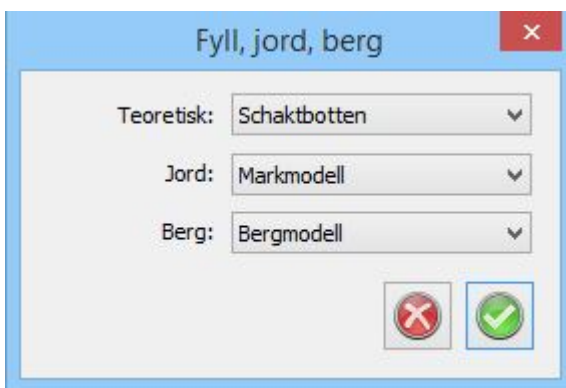 Fyll, jord, berg
Teoretisk: Schaktbotten
Jord: Markmodell
Berg: Bergmodell